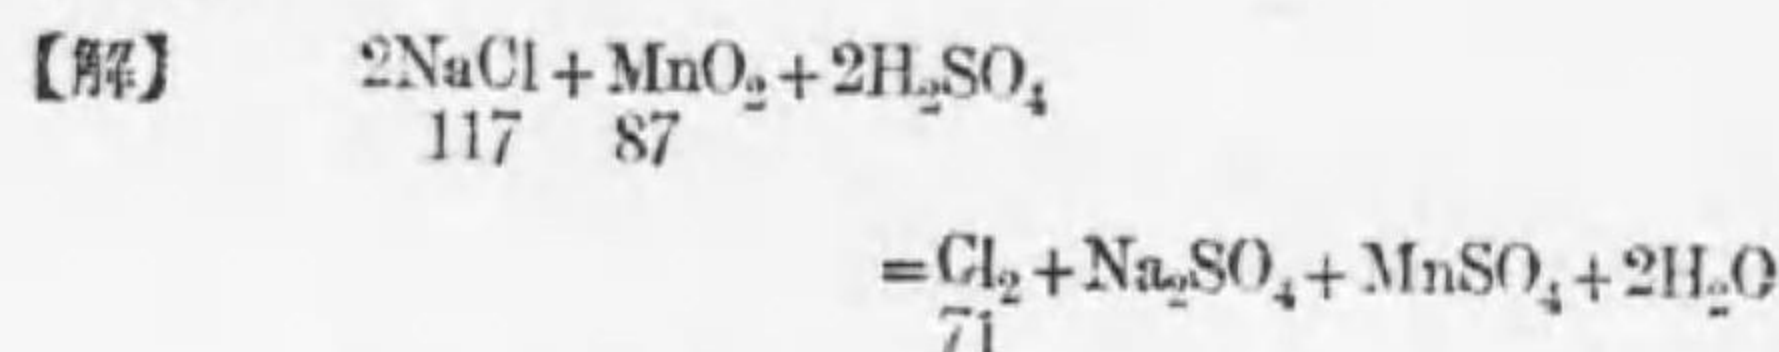 【解】 2NaCl+MnO₂+2H₂SO₄
117 87
=Cl₂+Na₂SO₄+MnSO₄+2H₂O
71